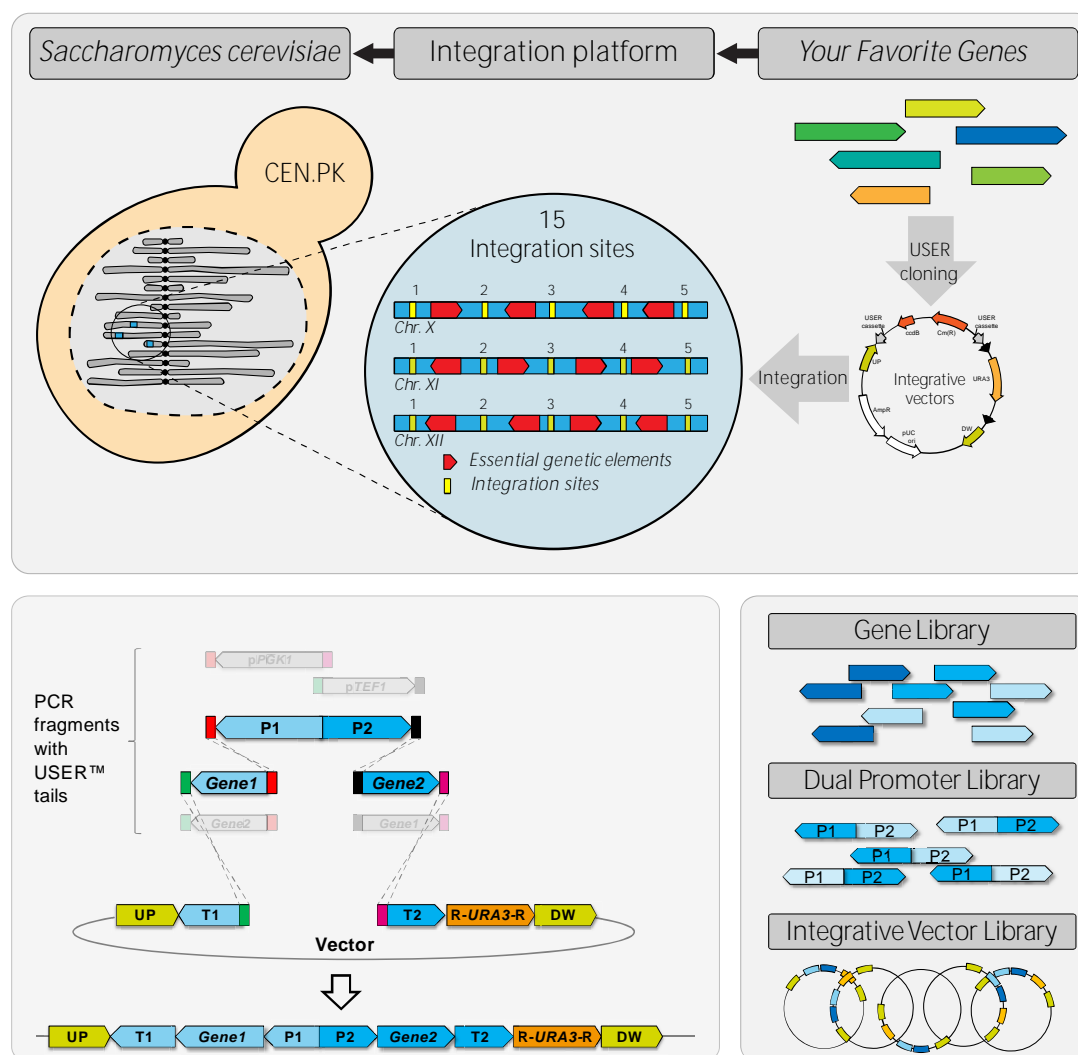 Saccharomyces cerevisiae
Integration platform
Your Favorite Genes
CEN.PK
15
Integration sites
1 2 3 4 5
Chr. X
1 2 3 4 5
Chr. XI
1 2 3 4 5
Chr. XII
Essential genetic elements
Integration sites
USER
cloning
Integration
USER
cassette
ccdB
Cm(R)
USER
cassette
UP
URA3
Integrative
vectors
AmpR
pUC
ori
DW
PCR
fragments
with
USER™
tails
pPGK1
pTEF1
P1 P2
Gene1 Gene2
Gene2 Gene1
UP T1 T2 R-URA3-R DW
Vector
UP T1 Gene1 P1 P2 Gene2 T2 R-URA3-R DW
Gene Library
Dual Promoter Library
P1 P2
P1 P2
P1 P2
P1 P2
P1 P2
Integrative Vector Library